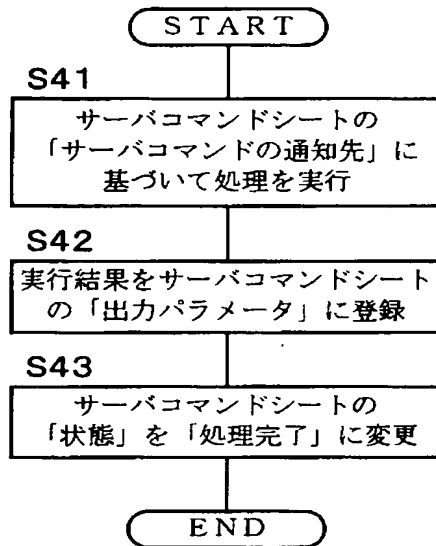 START
S41
サーバコマンドシートの
「サーバコマンドの通知先」に
基づいて処理を実行
S42
実行結果をサーバコマンドシート
の「出力パラメータ」に登録
S43
サーバコマンドシートの
「状態」を「処理完了」に変更
END